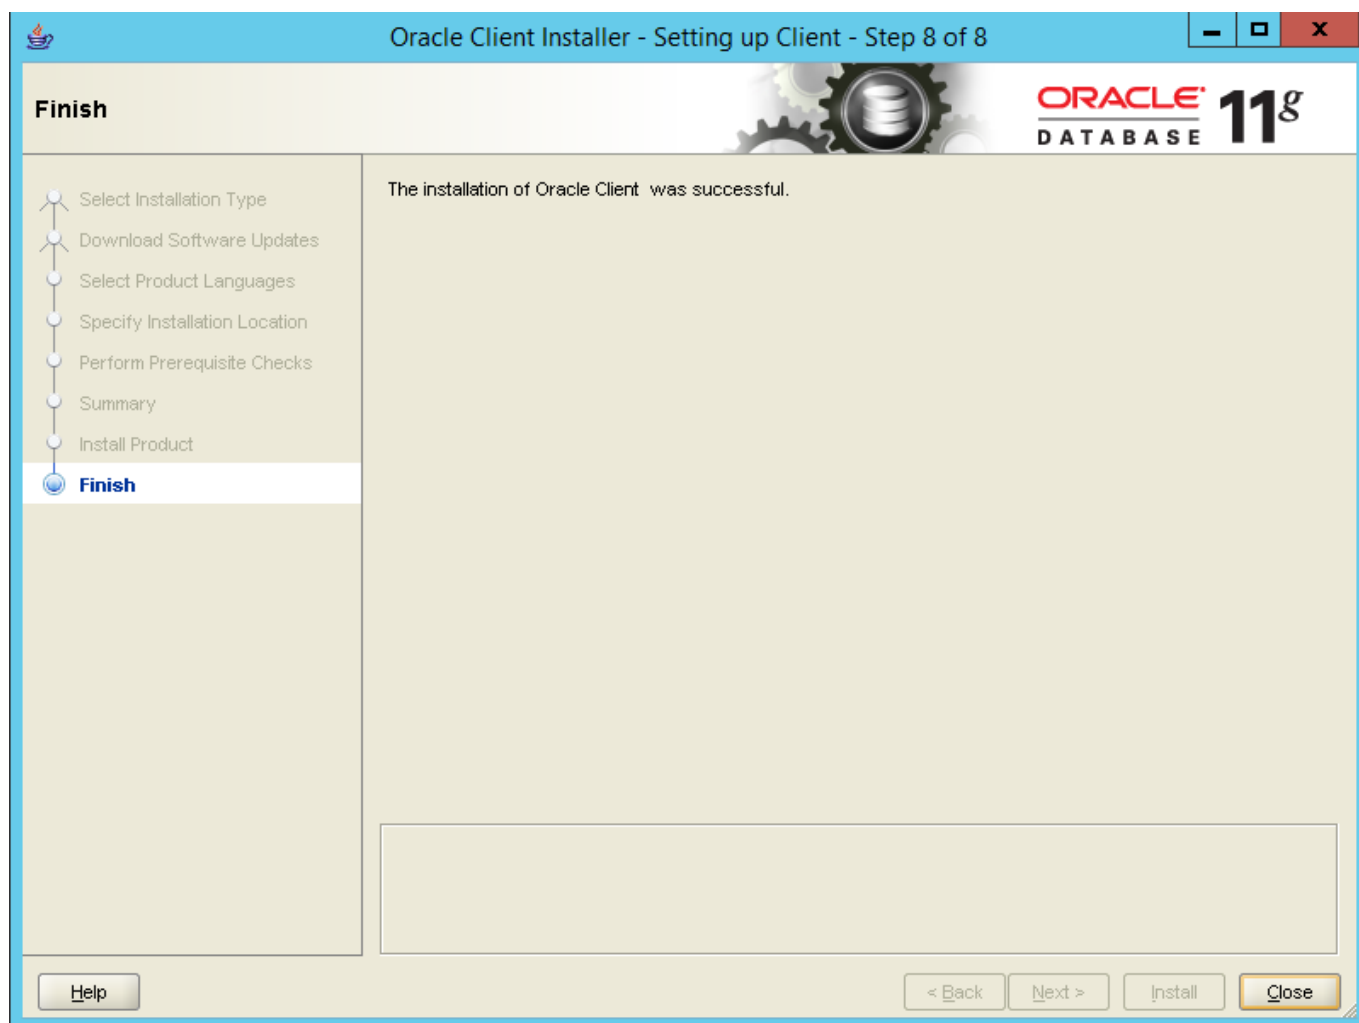 Oracle Client Installer - Setting up Client - Step 8 of 8
Finish
ORACLE
DATABASE
11g
Select Installation Type
Download Software Updates
Select Product Languages
Specify Installation Location
Perform Prerequisite Checks
Summary
Install Product
Finish
The installation of Oracle Client  was successful.
Help
< Back
Next >
Install
Close